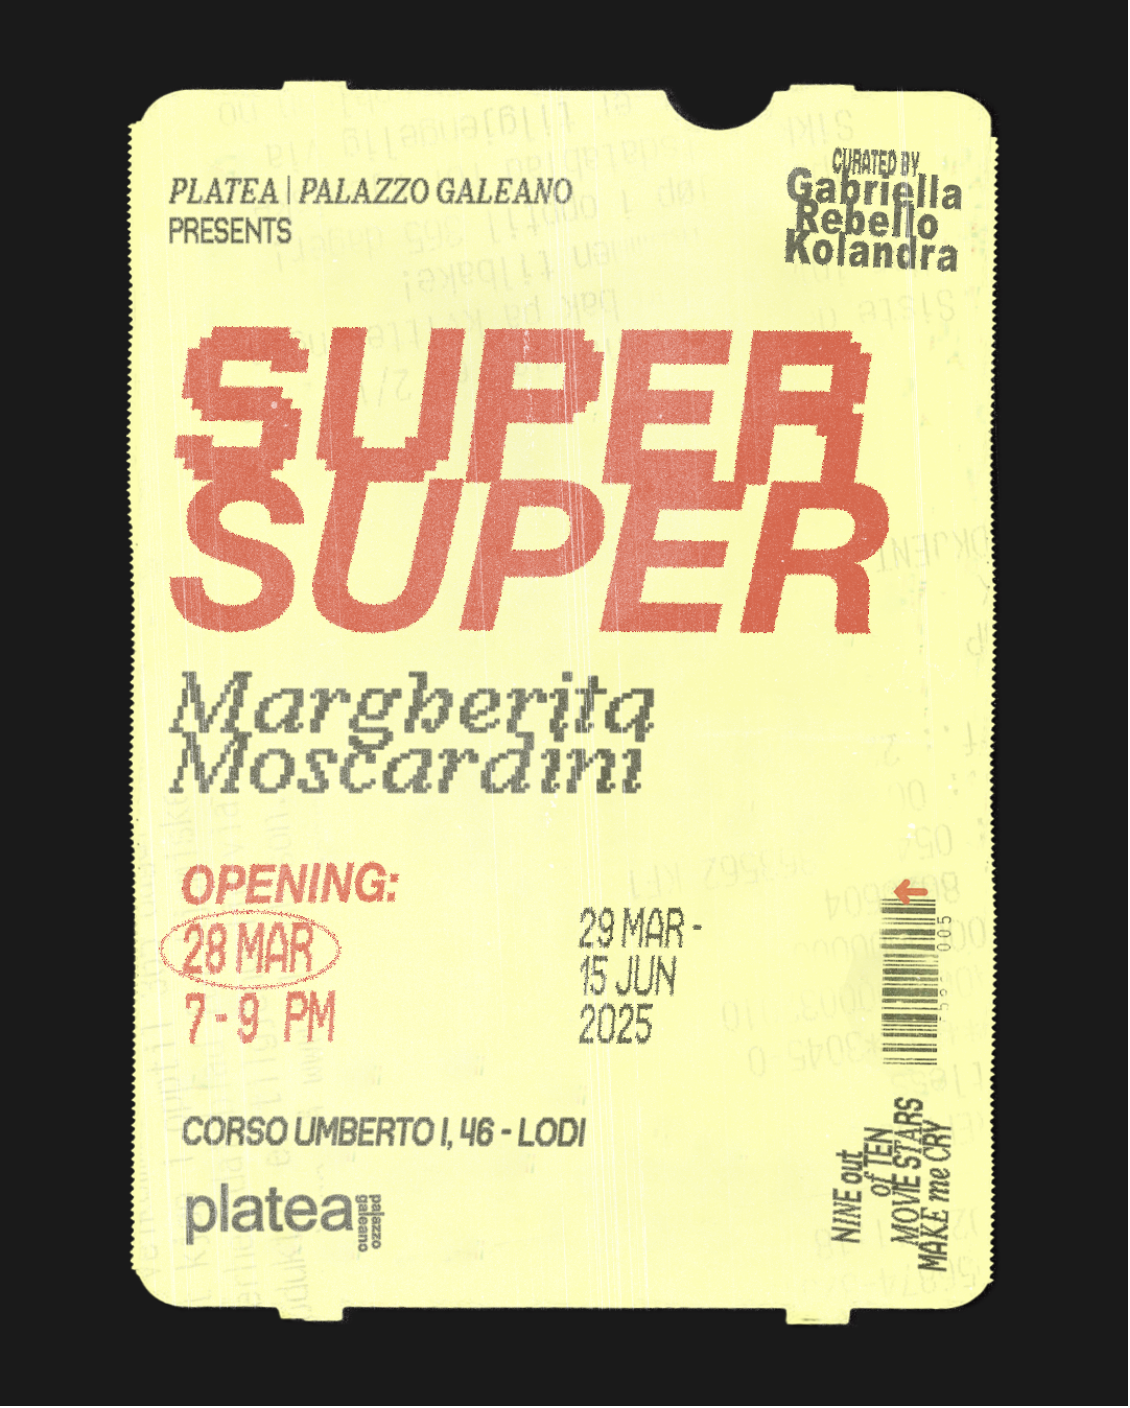 PLATEA | PALAZZO GALEANO
PRESENTS
CURATED BY
Gabriella
Rebello
Kolandra
SUPER
SUPER
Margherita
Moscardini
OPENING:
28 MAR
7 - 9 PM
29 MAR -
15 JUN
2025
CORSO UMBERTO I, 46 - LODI
platea
palazzo
galeano
NINE out
of TEN
MOVIE STARS
MAKE me CRY